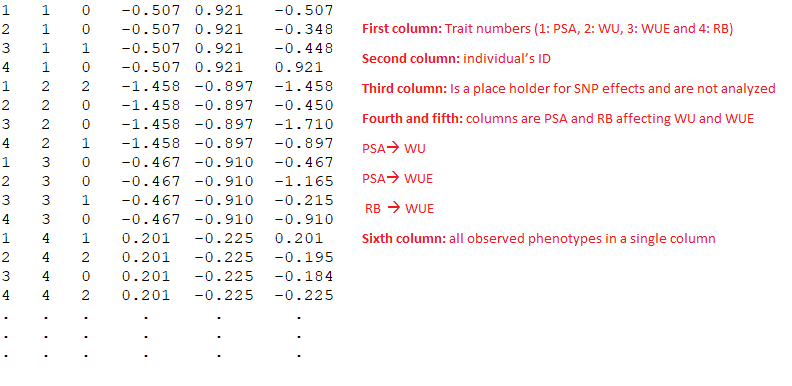 1 1 0 -0.507 0.921 -0.507
2 1 0 -0.507 0.921 -0.348
3 1 1 -0.507 0.921 -0.448
4 1 0 -0.507 0.921 0.921
1 2 2 -1.458 -0.897 -1.458
2 2 0 -1.458 -0.897 -0.450
3 2 0 -1.458 -0.897 -1.710
4 2 1 -1.458 -0.897 -0.897
1 3 0 -0.467 -0.910 -0.467
2 3 0 -0.467 -0.910 -1.165
3 3 1 -0.467 -0.910 -0.215
4 3 0 -0.467 -0.910 -0.910
1 4 1 0.201 -0.225 0.201
2 4 2 0.201 -0.225 -0.195
3 4 0 0.201 -0.225 -0.184
4 4 2 0.201 -0.225 -0.225
. . . . . .
. . . . . .
. . . . . .
First column: Trait numbers (1: PSA, 2: WU, 3: WUE and 4: RB)
Second column: individual's ID
Third column: Is a place holder for SNP effects and are not analyzed
Fourth and fifth: columns are PSA and RB affecting WU and WUE
PSA→ WU
PSA→ WUE
RB → WUE
Sixth column: all observed phenotypes in a single column